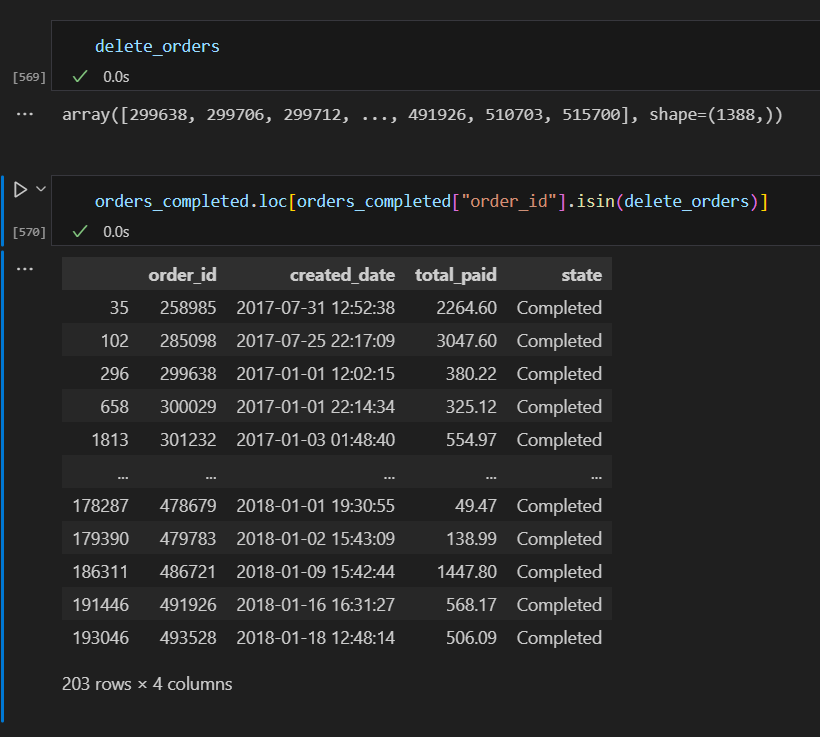 delete_orders
[569]
0.0s
...
array([299638, 299706, 299712, ..., 491926, 510703, 515700], shape=(1388,))
orders_completed.loc[orders_completed["order_id"].isin(delete_orders)]
[570]
0.0s
...
order_id created_date total_paid state
35 258985 2017-07-31 12:52:38 2264.60 Completed
102 285098 2017-07-25 22:17:09 3047.60 Completed
296 299638 2017-01-01 12:02:15 380.22 Completed
658 300029 2017-01-01 22:14:34 325.12 Completed
1813 301232 2017-01-03 01:48:40 554.97 Completed
... ... ... ... ...
178287 478679 2018-01-01 19:30:55 49.47 Completed
179390 479783 2018-01-02 15:43:09 138.99 Completed
186311 486721 2018-01-09 15:42:44 1447.80 Completed
191446 491926 2018-01-16 16:31:27 568.17 Completed
193046 493528 2018-01-18 12:48:14 506.09 Completed
203 rows × 4 columns